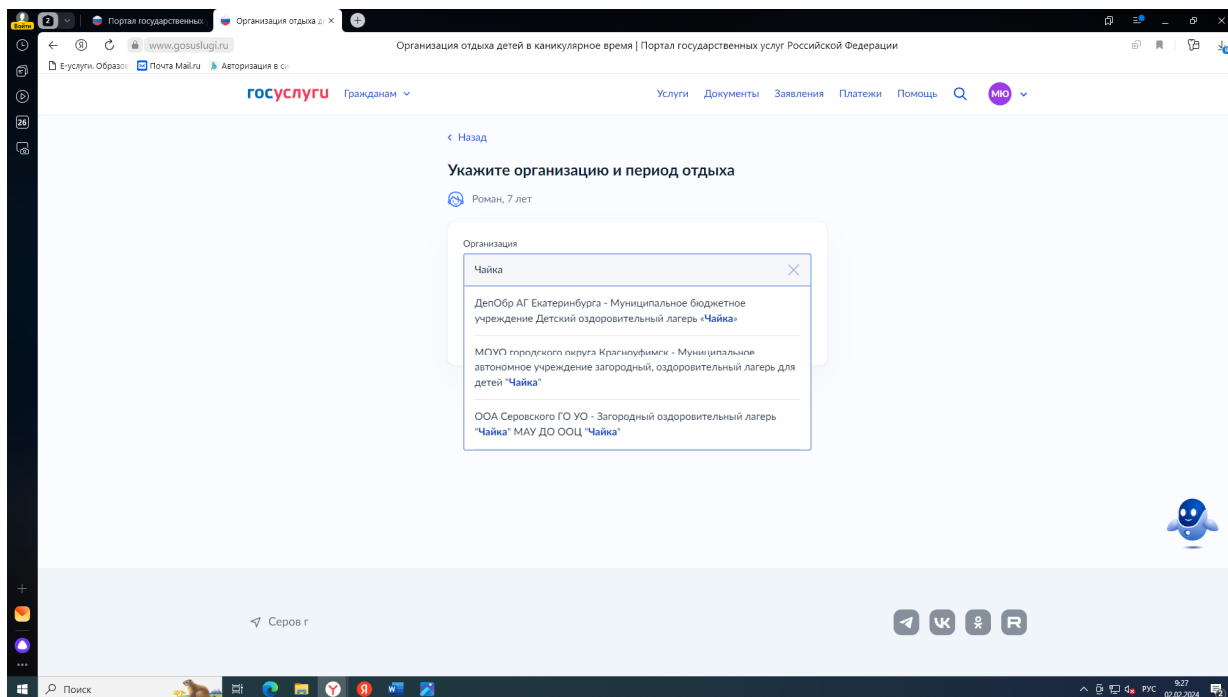 Войти
2
Портал государственных
Организация отдыха д
www.gosuslugi.ru
Организация отдыха детей в каникулярное время | Портал государственных услуг Российской Федерации
Е-услуги. Образов
Почта Mail.ru
Авторизация в си
26
госуслуги
Гражданам
Услуги
Документы
Заявления
Платежи
Помощь
МЮ
Назад
Укажите организацию и период отдыха
Роман, 7 лет
Организация
Чайка
ДепОбр АГ Екатеринбурга - Муниципальное бюджетное
учреждение Детский оздоровительный лагерь «Чайка»
МОУО городского округа Красноуфимск - Муниципальное
автономное учреждение загородный, оздоровительный лагерь для
детей "Чайка"
ООА Серовского ГО УО - Загородный оздоровительный лагерь
"Чайка" МАУ ДО ООЦ "Чайка"
Серов г
Поиск
РУС
9:27
02.02.2024